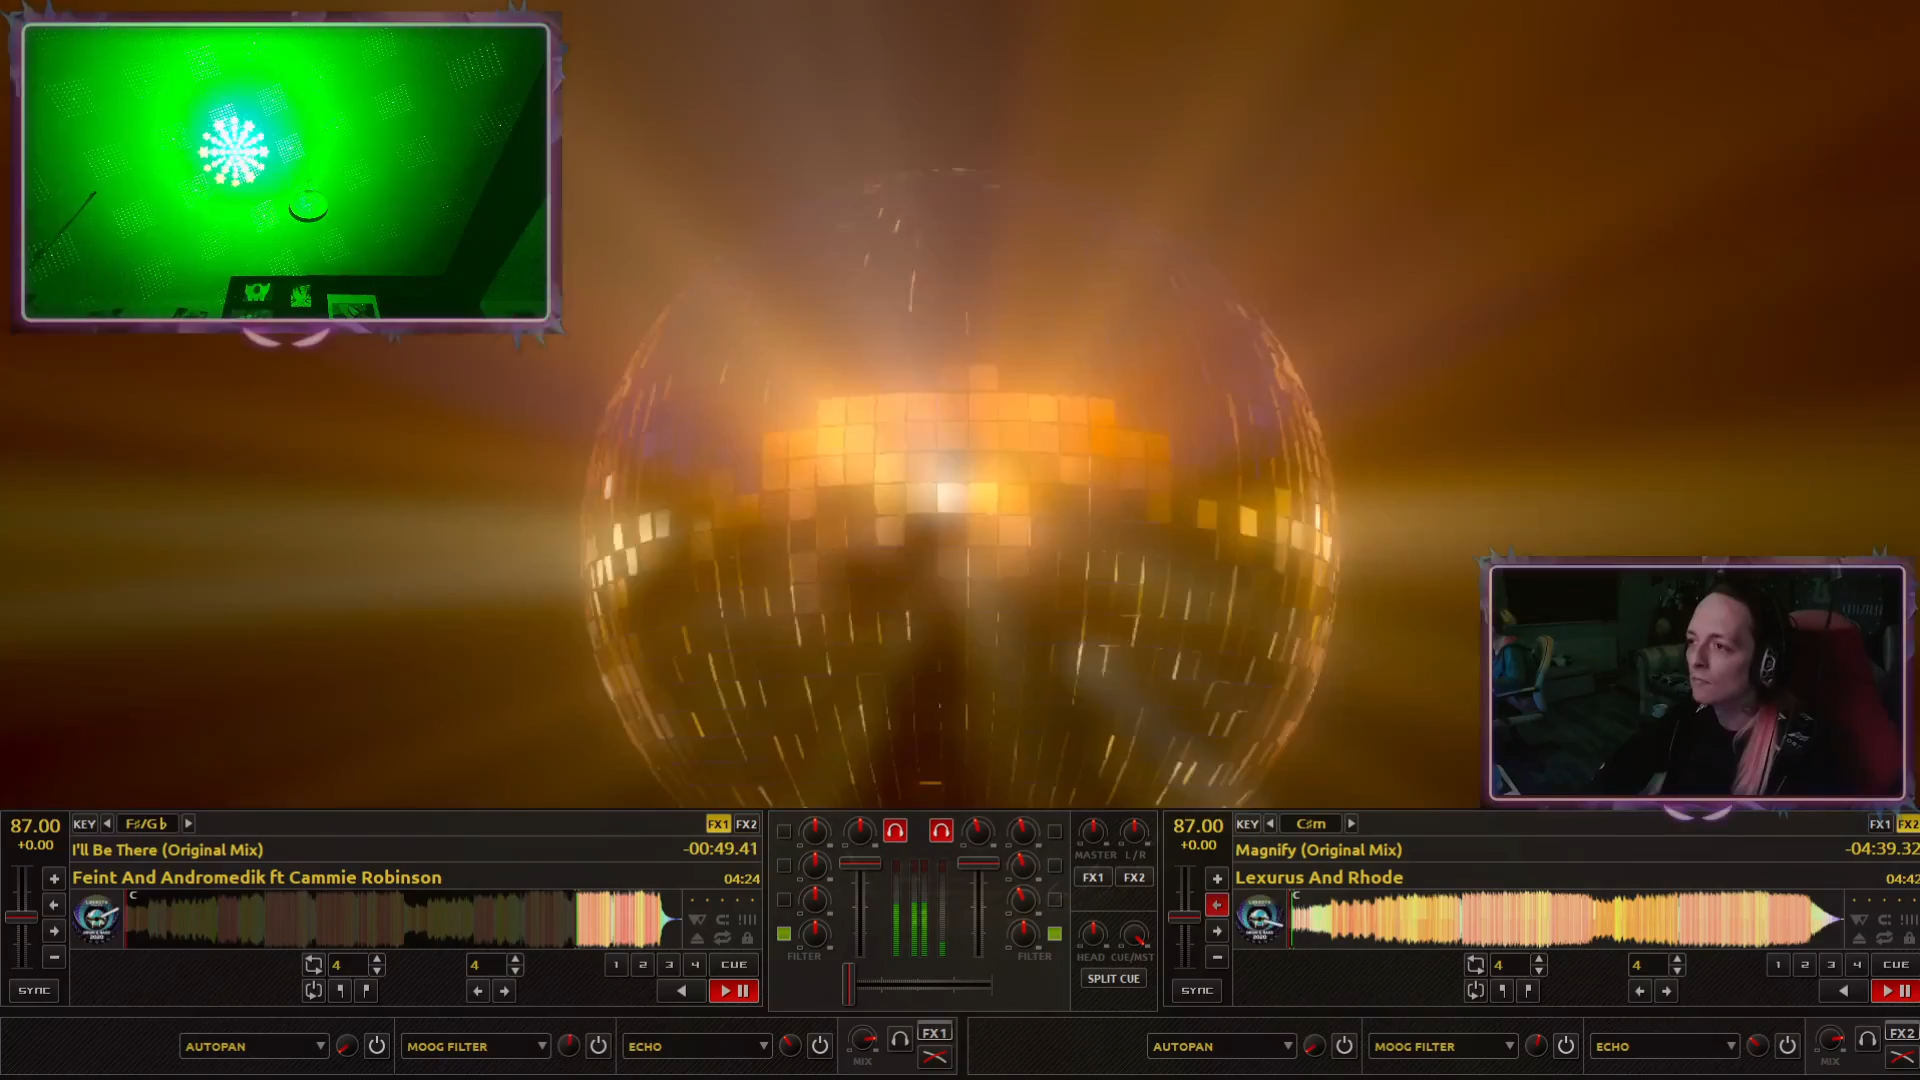 87.00
+0.00
KEY F♯/G♭ FX1 FX2
I'll Be There (Original Mix) -00:49.41
Feint And Andromedik ft Cammie Robinson 04:24
C
4 4 1 2 3 4 CUE
SYNC
FILTER FILTER
MASTER L/R
FX1 FX2
HEAD CUE/MST
SPLIT CUE
87.00
+0.00
KEY C♯m FX1 FX2
Magnify (Original Mix) -04:39.32
Lexurus And Rhode 04:42
C
4 4 1 2 3 4 CUE
SYNC
AUTOPAN MOOG FILTER ECHO MIX FX1
AUTOPAN MOOG FILTER ECHO MIX FX2